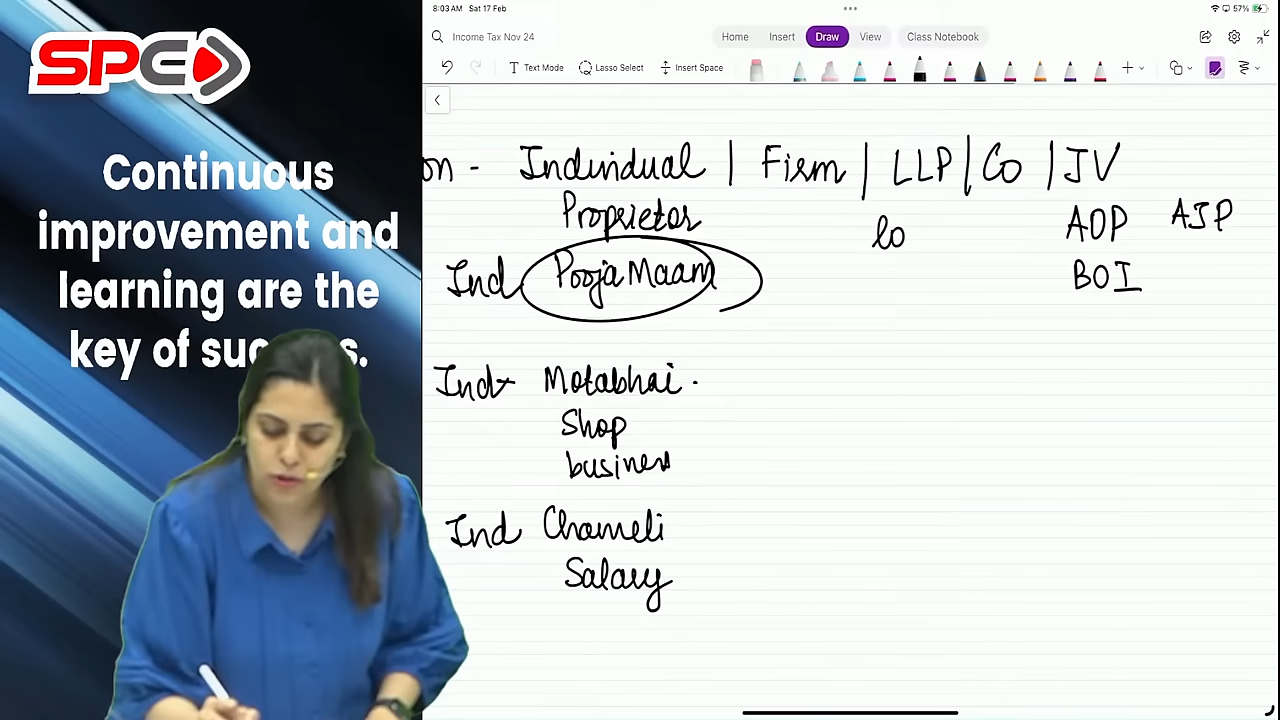 8:03 AM Sat 17 Feb
57%
SPC
Continuous
improvement and
learning are the
key of suc s.
Income Tax Nov 24
Home Insert Draw View Class Notebook
Text Mode Lasso Select Insert Space
on - Individual | Firm | LLP | Co | JV
Proprietor lo AOP AJP
Ind Pooja Maam BOI
Ind Motabhai.
Shop
business
Ind Chameli
Salary